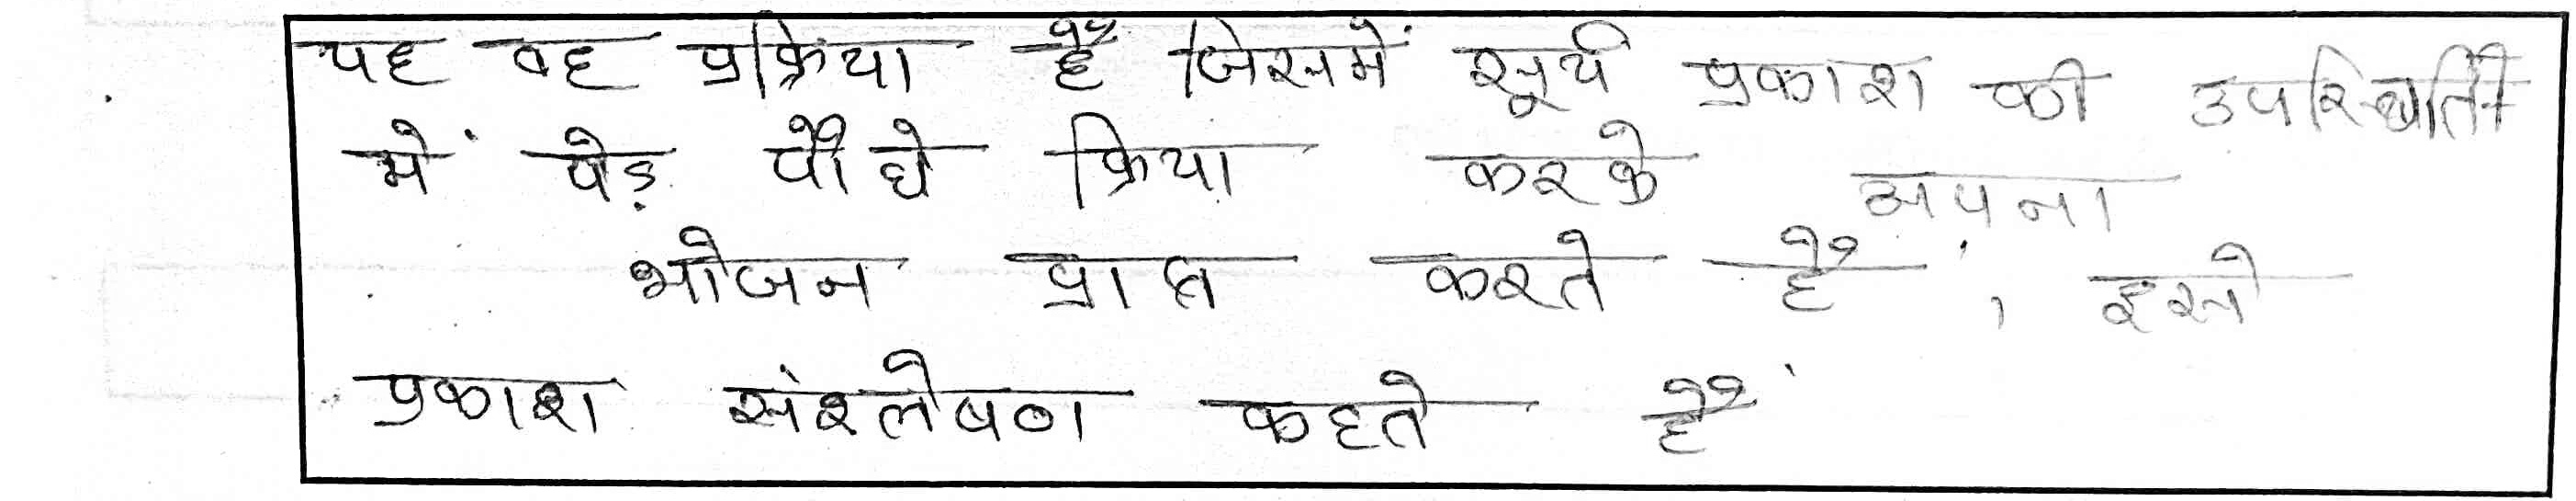 यह वह प्रक्रिया है जिसमें सूर्य प्रकाश की उपस्थिती
में पेड़ पौधे क्रिया करके अपना
भोजन प्राप्त करते हैं, इसे
प्रकाश संश्लेषण कहते हैं